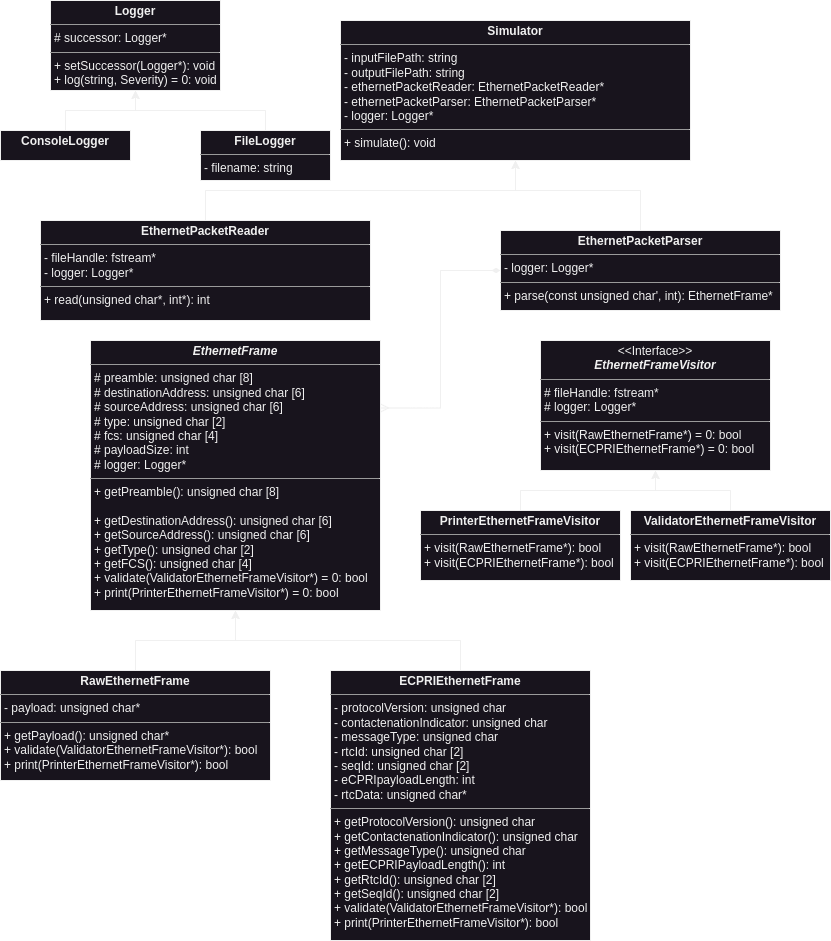 Logger
# successor: Logger*
+ setSuccessor(Logger*): void
+ log(string, Severity) = 0: void
ConsoleLogger
FileLogger
- filename: string
Simulator
- inputFilePath: string
- outputFilePath: string
- ethernetPacketReader: EthernetPacketReader*
- ethernetPacketParser: EthernetPacketParser*
- logger: Logger*
+ simulate(): void
EthernetPacketReader
- fileHandle: fstream*
- logger: Logger*
+ read(unsigned char*, int*): int
EthernetPacketParser
- logger: Logger*
+ parse(const unsigned char', int): EthernetFrame*
EthernetFrame
# preamble: unsigned char [8]
# destinationAddress: unsigned char [6]
# sourceAddress: unsigned char [6]
# type: unsigned char [2]
# fcs: unsigned char [4]
# payloadSize: int
# logger: Logger*
+ getPreamble(): unsigned char [8]
+ getDestinationAddress(): unsigned char [6]
+ getSourceAddress(): unsigned char [6]
+ getType(): unsigned char [2]
+ getFCS(): unsigned char [4]
+ validate(ValidatorEthernetFrameVisitor*) = 0: bool
+ print(PrinterEthernetFrameVisitor*) = 0: bool
<<Interface>>
EthernetFrameVisitor
# fileHandle: fstream*
# logger: Logger*
+ visit(RawEthernetFrame*) = 0: bool
+ visit(ECPRIEthernetFrame*) = 0: bool
PrinterEthernetFrameVisitor
+ visit(RawEthernetFrame*): bool
+ visit(ECPRIEthernetFrame*): bool
ValidatorEthernetFrameVisitor
+ visit(RawEthernetFrame*): bool
+ visit(ECPRIEthernetFrame*): bool
RawEthernetFrame
- payload: unsigned char*
+ getPayload(): unsigned char*
+ validate(ValidatorEthernetFrameVisitor*): bool
+ print(PrinterEthernetFrameVisitor*): bool
ECPRIEthernetFrame
- protocolVersion: unsigned char
- contactenationIndicator: unsigned char
- messageType: unsigned char
- rtcId: unsigned char [2]
- seqId: unsigned char [2]
- eCPRIpayloadLength: int
- rtcData: unsigned char*
+ getProtocolVersion(): unsigned char
+ getContactenationIndicator(): unsigned char
+ getMessageType(): unsigned char
+ getECPRIPayloadLength(): int
+ getRtcId(): unsigned char [2]
+ getSeqId(): unsigned char [2]
+ validate(ValidatorEthernetFrameVisitor*): bool
+ print(PrinterEthernetFrameVisitor*): bool